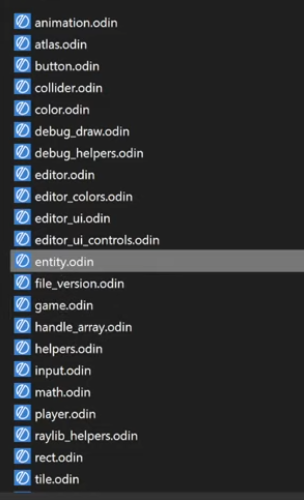 animation.odin
atlas.odin
button.odin
collider.odin
color.odin
debug_draw.odin
debug_helpers.odin
editor.odin
editor_colors.odin
editor_ui.odin
editor_ui_controls.odin
entity.odin
file_version.odin
game.odin
handle_array.odin
helpers.odin
input.odin
math.odin
player.odin
raylib_helpers.odin
rect.odin
tile.odin